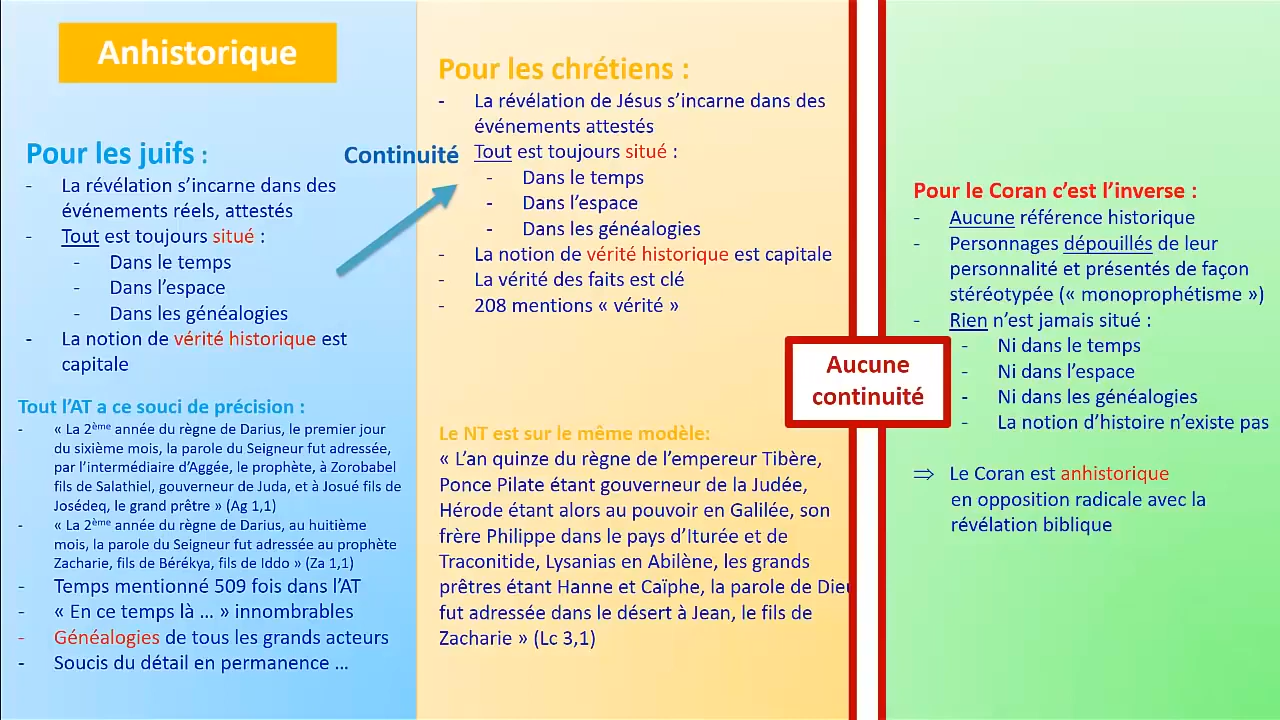 Anhistorique
Pour les juifs :
- La révélation s’incarne dans des
événements réels, attestés
- Tout est toujours situé :
- Dans le temps
- Dans l’espace
- Dans les généalogies
- La notion de vérité historique est
capitale
Tout l’AT a ce souci de précision :
- « La 2ème année du règne de Darius, le premier jour
du sixième mois, la parole du Seigneur fut adressée,
par l’intermédiaire d’Aggée, le prophète, à Zorobabel
fils de Salathiel, gouverneur de Juda, et à Josué fils de
Josédeq, le grand prêtre » (Ag 1,1)
- « La 2ème année du règne de Darius, au huitième
mois, la parole du Seigneur fut adressée au prophète
Zacharie, fils de Bérékya, fils de Iddo » (Za 1,1)
- Temps mentionné 509 fois dans l’AT
- « En ce temps là … » innombrables
- Généalogies de tous les grands acteurs
- Soucis du détail en permanence …
Continuité
Pour les chrétiens :
- La révélation de Jésus s’incarne dans des
événements attestés
Tout est toujours situé :
- Dans le temps
- Dans l’espace
- Dans les généalogies
- La notion de vérité historique est capitale
- La vérité des faits est clé
- 208 mentions « vérité »
Le NT est sur le même modèle:
« L’an quinze du règne de l’empereur Tibère,
Ponce Pilate étant gouverneur de la Judée,
Hérode étant alors au pouvoir en Galilée, son
frère Philippe dans le pays d’Iturée et de
Traconitide, Lysanias en Abilène, les grands
prêtres étant Hanne et Caïphe, la parole de Dieu
fut adressée dans le désert à Jean, le fils de
Zacharie » (Lc 3,1)
Aucune
continuité
Pour le Coran c’est l’inverse :
- Aucune référence historique
- Personnages dépouillés de leur
personnalité et présentés de façon
stéréotypée (« monoprophétisme »)
- Rien n’est jamais situé :
- Ni dans le temps
- Ni dans l’espace
- Ni dans les généalogies
- La notion d’histoire n’existe pas
⇒ Le Coran est anhistorique
en opposition radicale avec la
révélation biblique